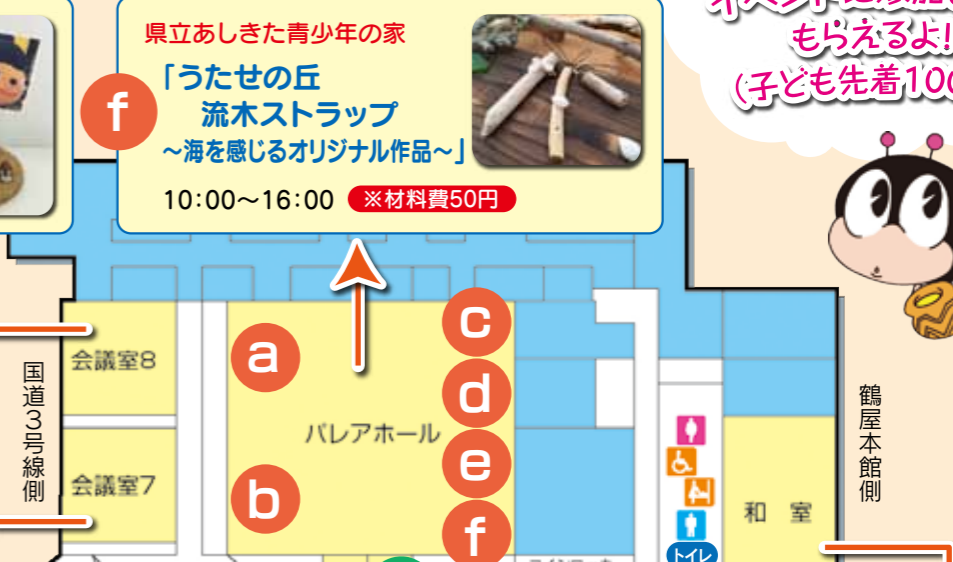 県立あしきた青少年の家
f
「うたせの丘
流木ストラップ
～海を感じるオリジナル作品～」
10:00～16:00 ※材料費50円
もらえるよ!
(子ども先着10
国道3号線側
会議室8
会議室7
a
b
パレアホール
c
d
e
f
和 室
トイレ
鶴屋本館側